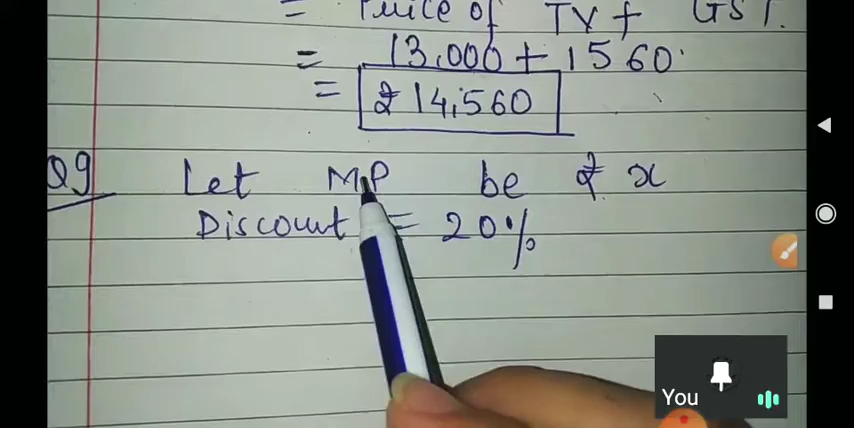 = Price of TV + GST.
= 13,000 + 1560
= ₹ 14,560
Q9 Let MP be ₹ x
Discount = 20%
You